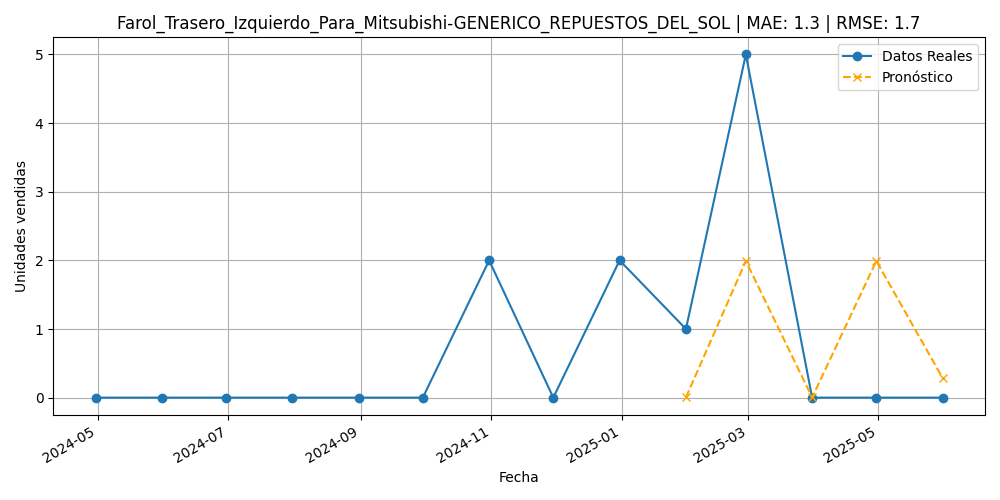 Farol_Trasero_Izquierdo_Para_Mitsubishi-GENERICO_REPUESTOS_DEL_SOL | MAE: 1.3 | RMSE: 1.7
Datos Reales
Pronóstico
Unidades vendidas
5
4
3
2
1
0
2024-05
2024-07
2024-09
2024-11
2025-01
2025-03
2025-05
Fecha